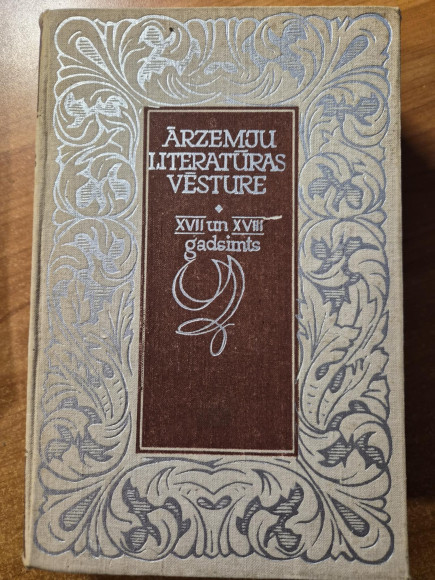 ĀRZEMJU
LITERATŪRAS
VĒSTURE
XVII un XVIII
gadsimts